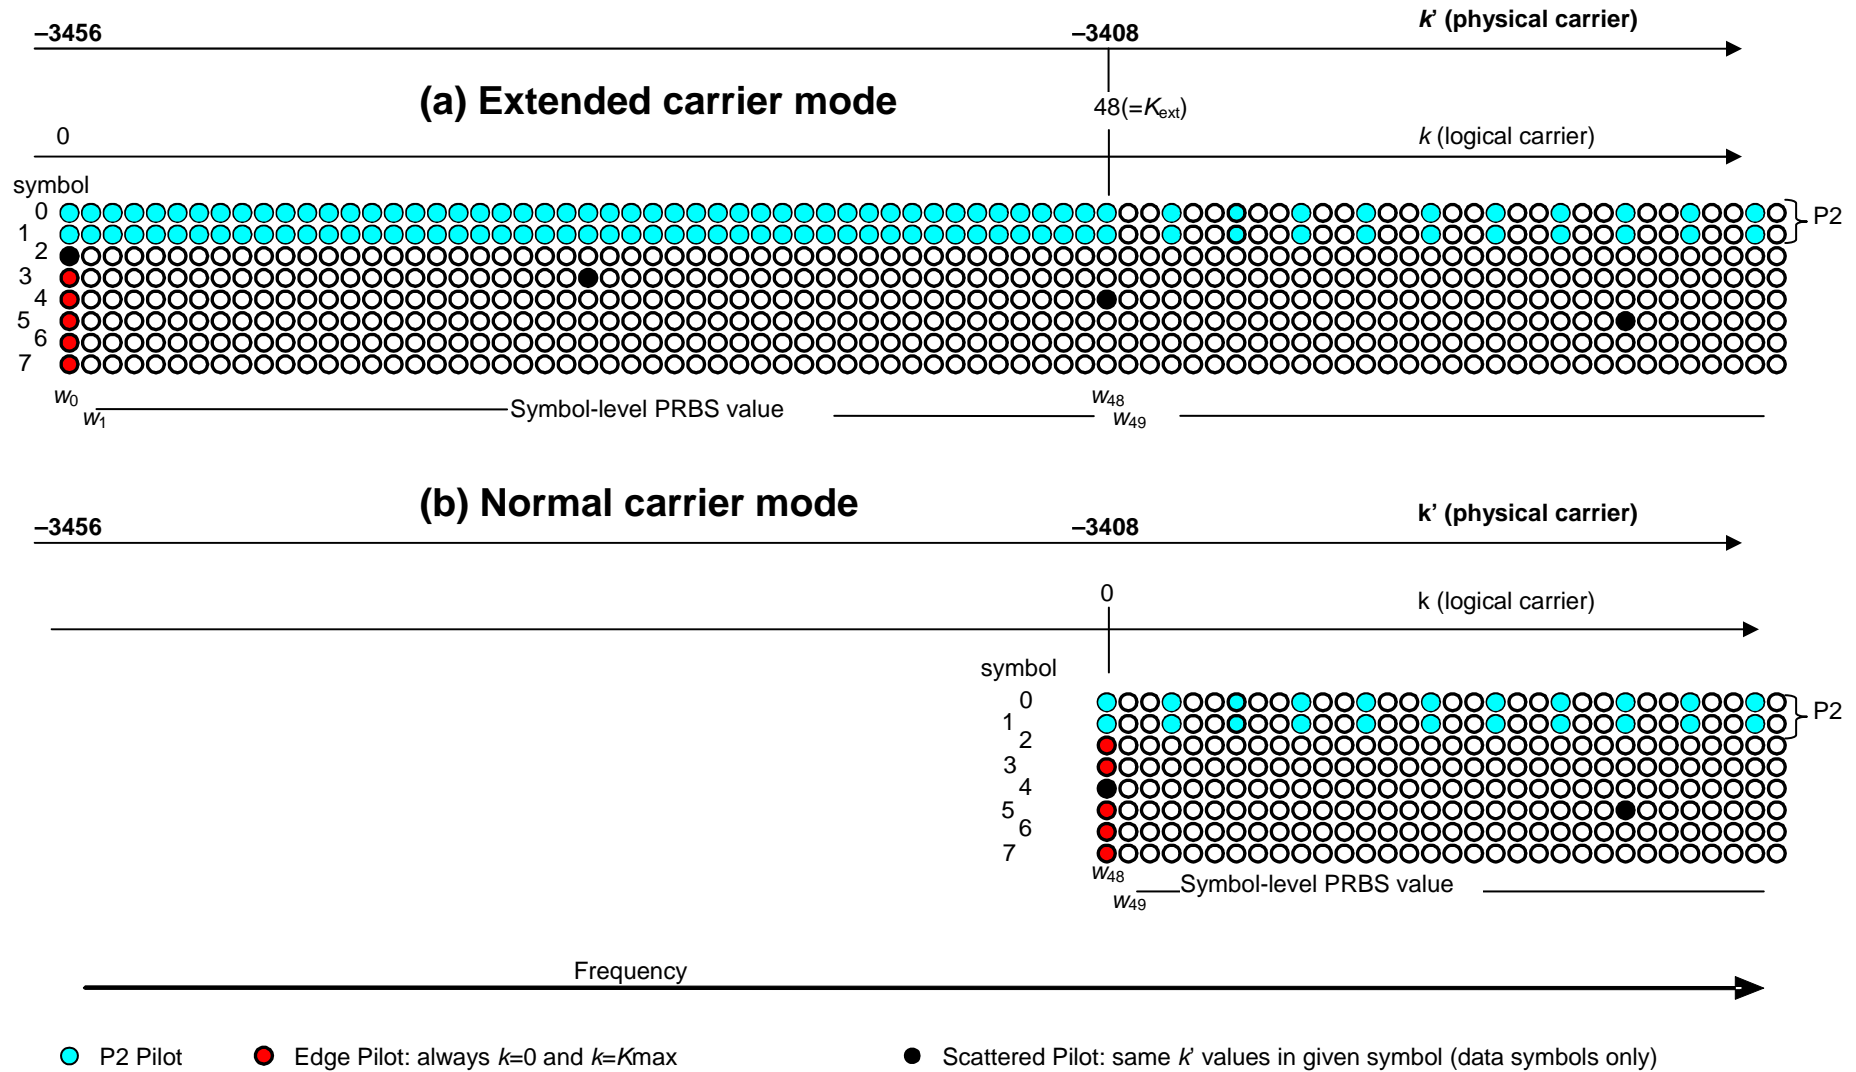 k' (physical carrier)
–3456
–3408
(a) Extended carrier mode
48(=Kext)
0
k (logical carrier)
symbol
0
1
2
3
4
5
6
7
P2
w0
w1
Symbol-level PRBS value
w48
w49
(b) Normal carrier mode
k' (physical carrier)
–3456
–3408
0
k (logical carrier)
symbol
0
1
2
3
4
5
6
7
P2
w48
w49
Symbol-level PRBS value
Frequency
P2 Pilot
Edge Pilot: always k=0 and k=Kmax
Scattered Pilot: same k' values in given symbol (data symbols only)